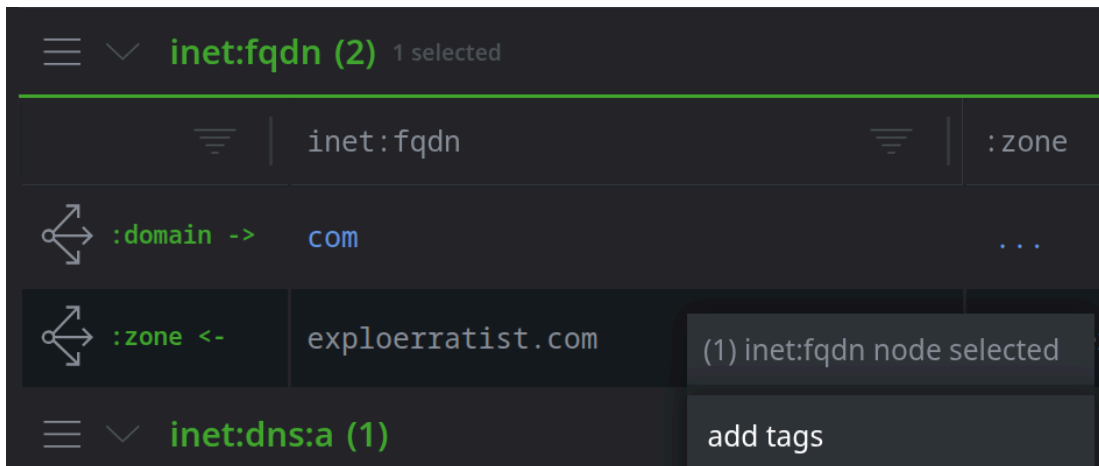 inet:fqdn (2) 1 selected
inet:fqdn :zone
:domain -> com ...
:zone <- exploerratist.com
(1) inet:fqdn node selected
inet:dns:a (1)
add tags